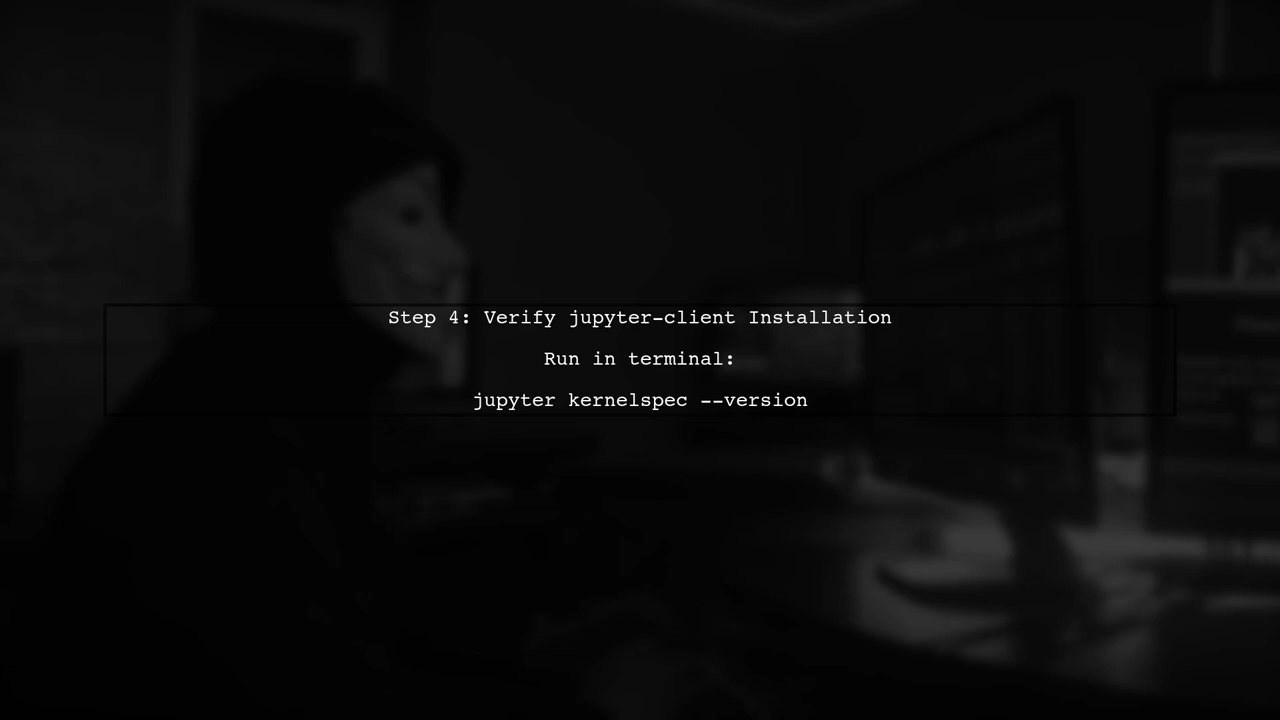 Step 4: Verify jupyter-client Installation
Run in terminal:
jupyter kernelspec --version